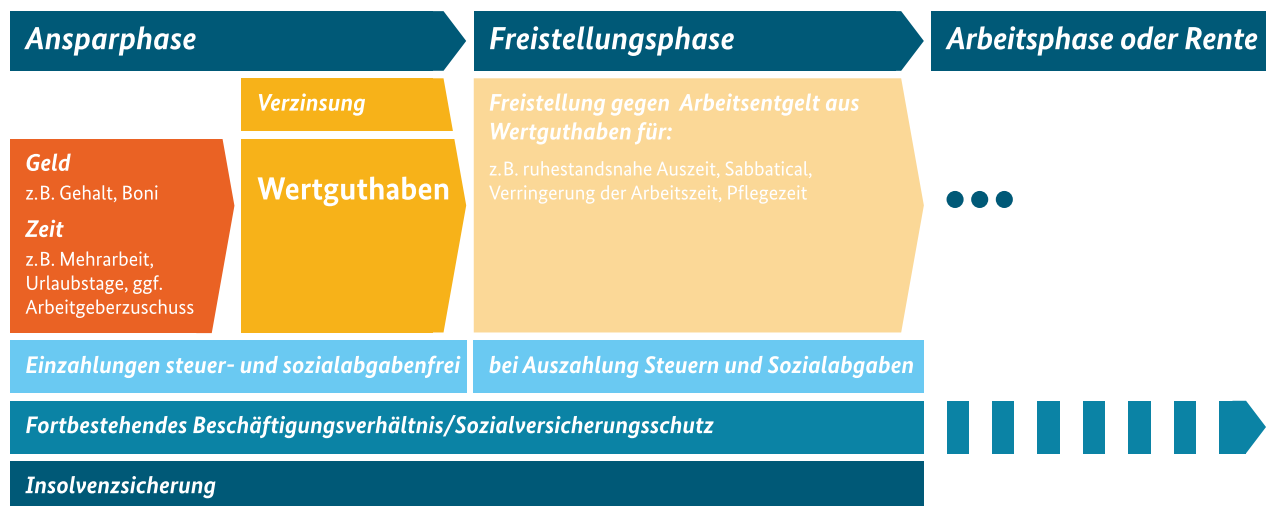 Ansparphase
Freistellungsphase
Arbeitsphase oder Rente
Verzinsung
Geld
z.B. Gehalt, Boni
Zeit
z.B. Mehrarbeit,
Urlaubstage, ggf.
Arbeitgeberzuschuss
Wertguthaben
Freistellung gegen Arbeitsentgelt aus
Wertguthaben für:
z.B. ruhestandsnahe Auszeit, Sabbatical,
Verringerung der Arbeitszeit, Pflegezeit
Einzahlungen steuer- und sozialabgabenfrei
bei Auszahlung Steuern und Sozialabgaben
Fortbestehendes Beschäftigungsverhältnis/Sozialversicherungsschutz
Insolvenzsicherung